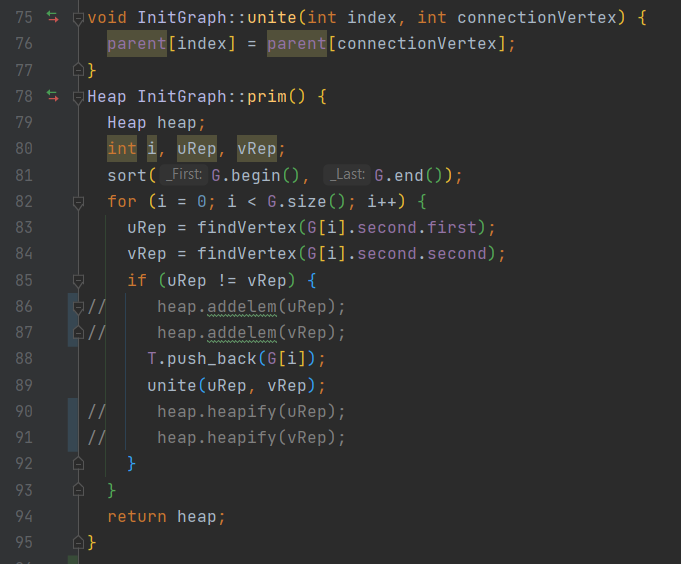 75 void InitGraph::unite(int index, int connectionVertex) {
76 parent[index] = parent[connectionVertex];
77 }
78 Heap InitGraph::prim() {
79 Heap heap;
80 int i, uRep, vRep;
81 sort( _First: G.begin(), _Last: G.end());
82 for (i = 0; i < G.size(); i++) {
83 uRep = findVertex(G[i].second.first);
84 vRep = findVertex(G[i].second.second);
85 if (uRep != vRep) {
86 // heap.addelem(uRep);
87 // heap.addelem(vRep);
88 T.push_back(G[i]);
89 unite(uRep, vRep);
90 // heap.heapify(uRep);
91 // heap.heapify(vRep);
92 }
93 }
94 return heap;
95 }